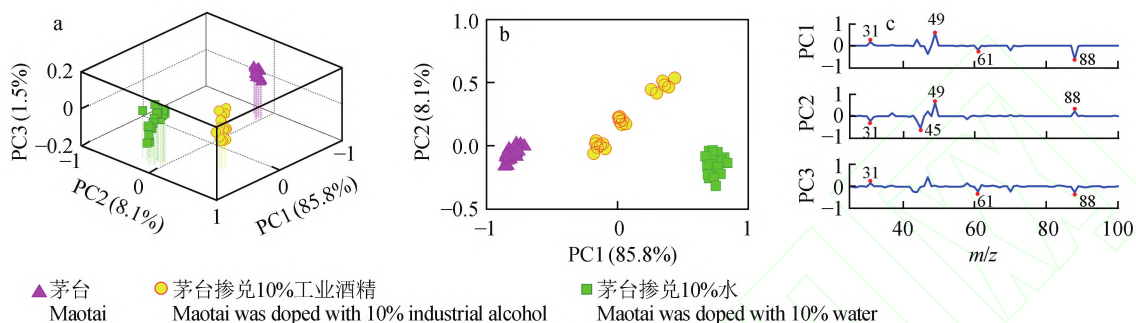 a
PC3 (1.5%)
0.2
0
-0.2
-1
0
1
PC2 (8.1%)
-1
0
PC1 (85.8%)
b
PC2 (8.1%)
1.0
0.5
0.0
-0.5
-1
0
1
PC1 (85.8%)
c
PC1
1
0
-1
31
49
61
88
PC2
1
0
-1
31
45
49
88
PC3
1
0
-1
31
61
88
40
60
80
100
m/z
茅台
Maotai
茅台掺兑10%工业酒精
Maotai was doped with 10% industrial alcohol
茅台掺兑10%水
Maotai was doped with 10% water